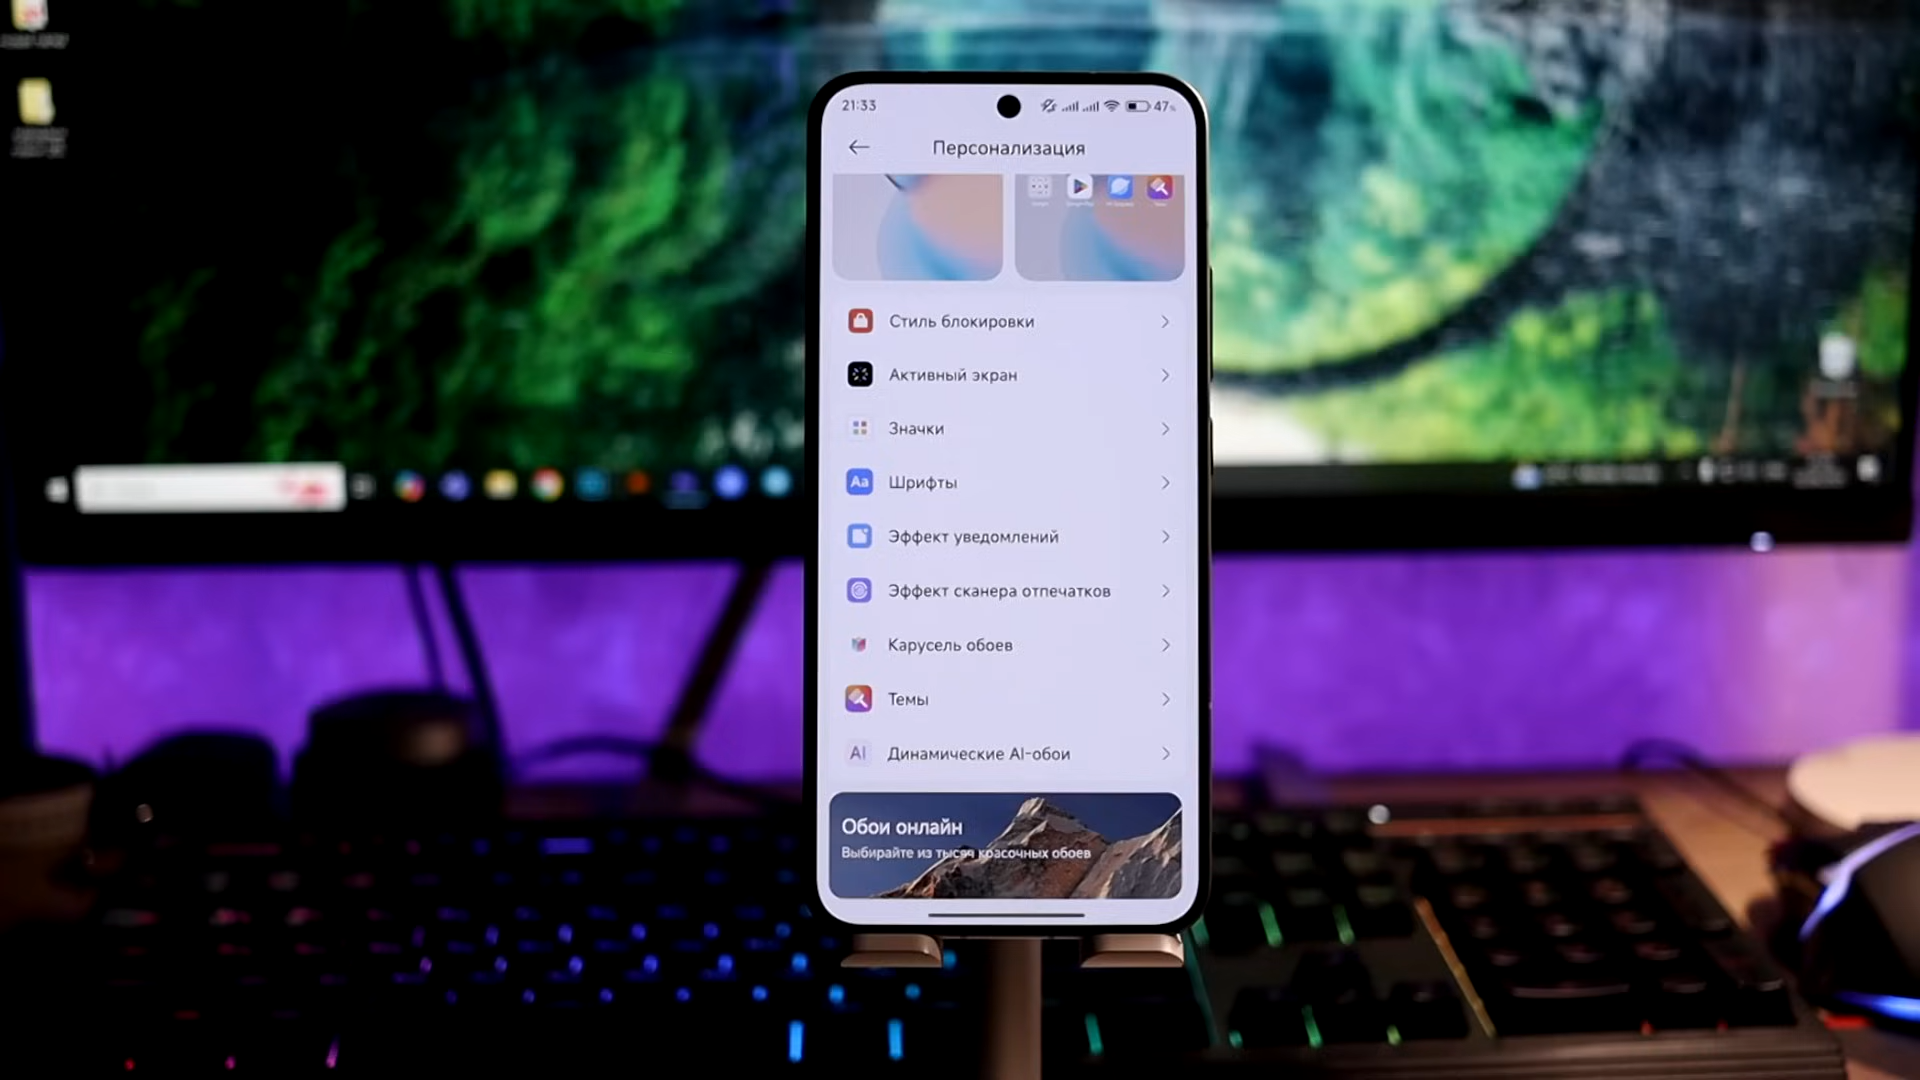 21:33
47%
Персонализация
Стиль блокировки
Активный экран
Значки
Aa
Шрифты
Эффект уведомлений
Эффект сканера отпечатков
Карусель обоев
Темы
AI
Динамические AI-обои
Обои онлайн
Выбирайте из тысяч красочных обоев